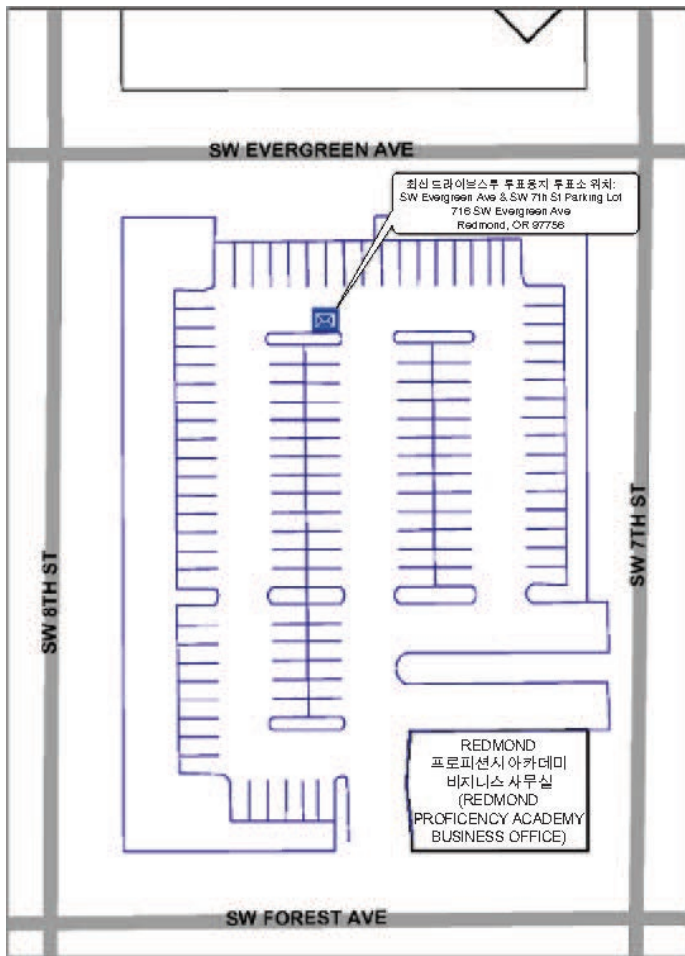 SW EVERGREEN AVE
최신 드라이브스루 투표용지 투표소 위치:
SW Evergreen Ave & SW 7th St Parking Lot
716 SW Evergreen Ave
Redmond, OR 97756
SW 8TH ST
SW 7TH ST
REDMOND
프로피션시 아카데미
비지니스 사무실
(REDMOND
PROFICENCY ACADEMY
BUSINESS OFFICE)
SW FOREST AVE